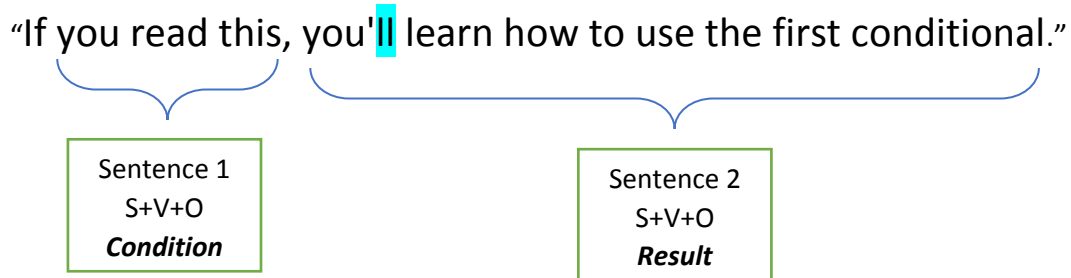 “If you read this, you'll learn how to use the first conditional.”
Sentence 1
S+V+O
Condition
Sentence 2
S+V+O
Result